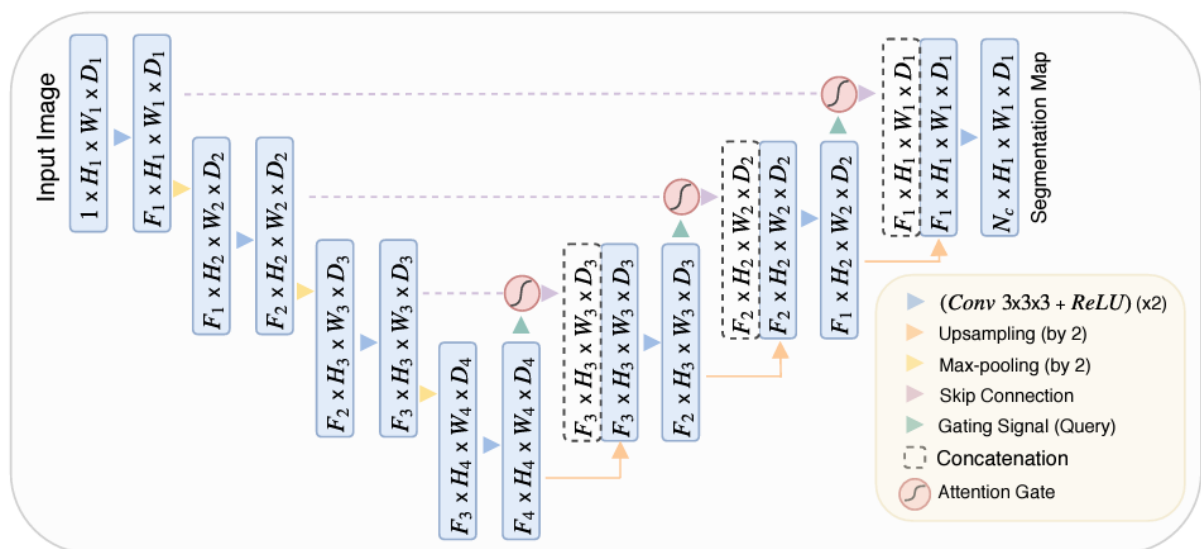 Input Image
1 x H₁ x W₁ x D₁
F₁ x H₁ x W₁ x D₁
F₁ x H₂ x W₂ x D₂
F₂ x H₂ x W₂ x D₂
F₂ x H₃ x W₃ x D₃
F₃ x H₃ x W₃ x D₃
F₃ x H₄ x W₄ x D₄
F₄ x H₄ x W₄ x D₄
F₃ x H₃ x W₃ x D₃
F₃ x H₃ x W₃ x D₃
F₂ x H₃ x W₃ x D₃
F₂ x H₂ x W₂ x D₂
F₂ x H₂ x W₂ x D₂
F₁ x H₂ x W₂ x D₂
F₁ x H₁ x W₁ x D₁
F₁ x H₁ x W₁ x D₁
N_c x H₁ x W₁ x D₁
Segmentation Map
(Conv 3x3x3 + ReLU) (x2)
Upsampling (by 2)
Max-pooling (by 2)
Skip Connection
Gating Signal (Query)
Concatenation
Attention Gate